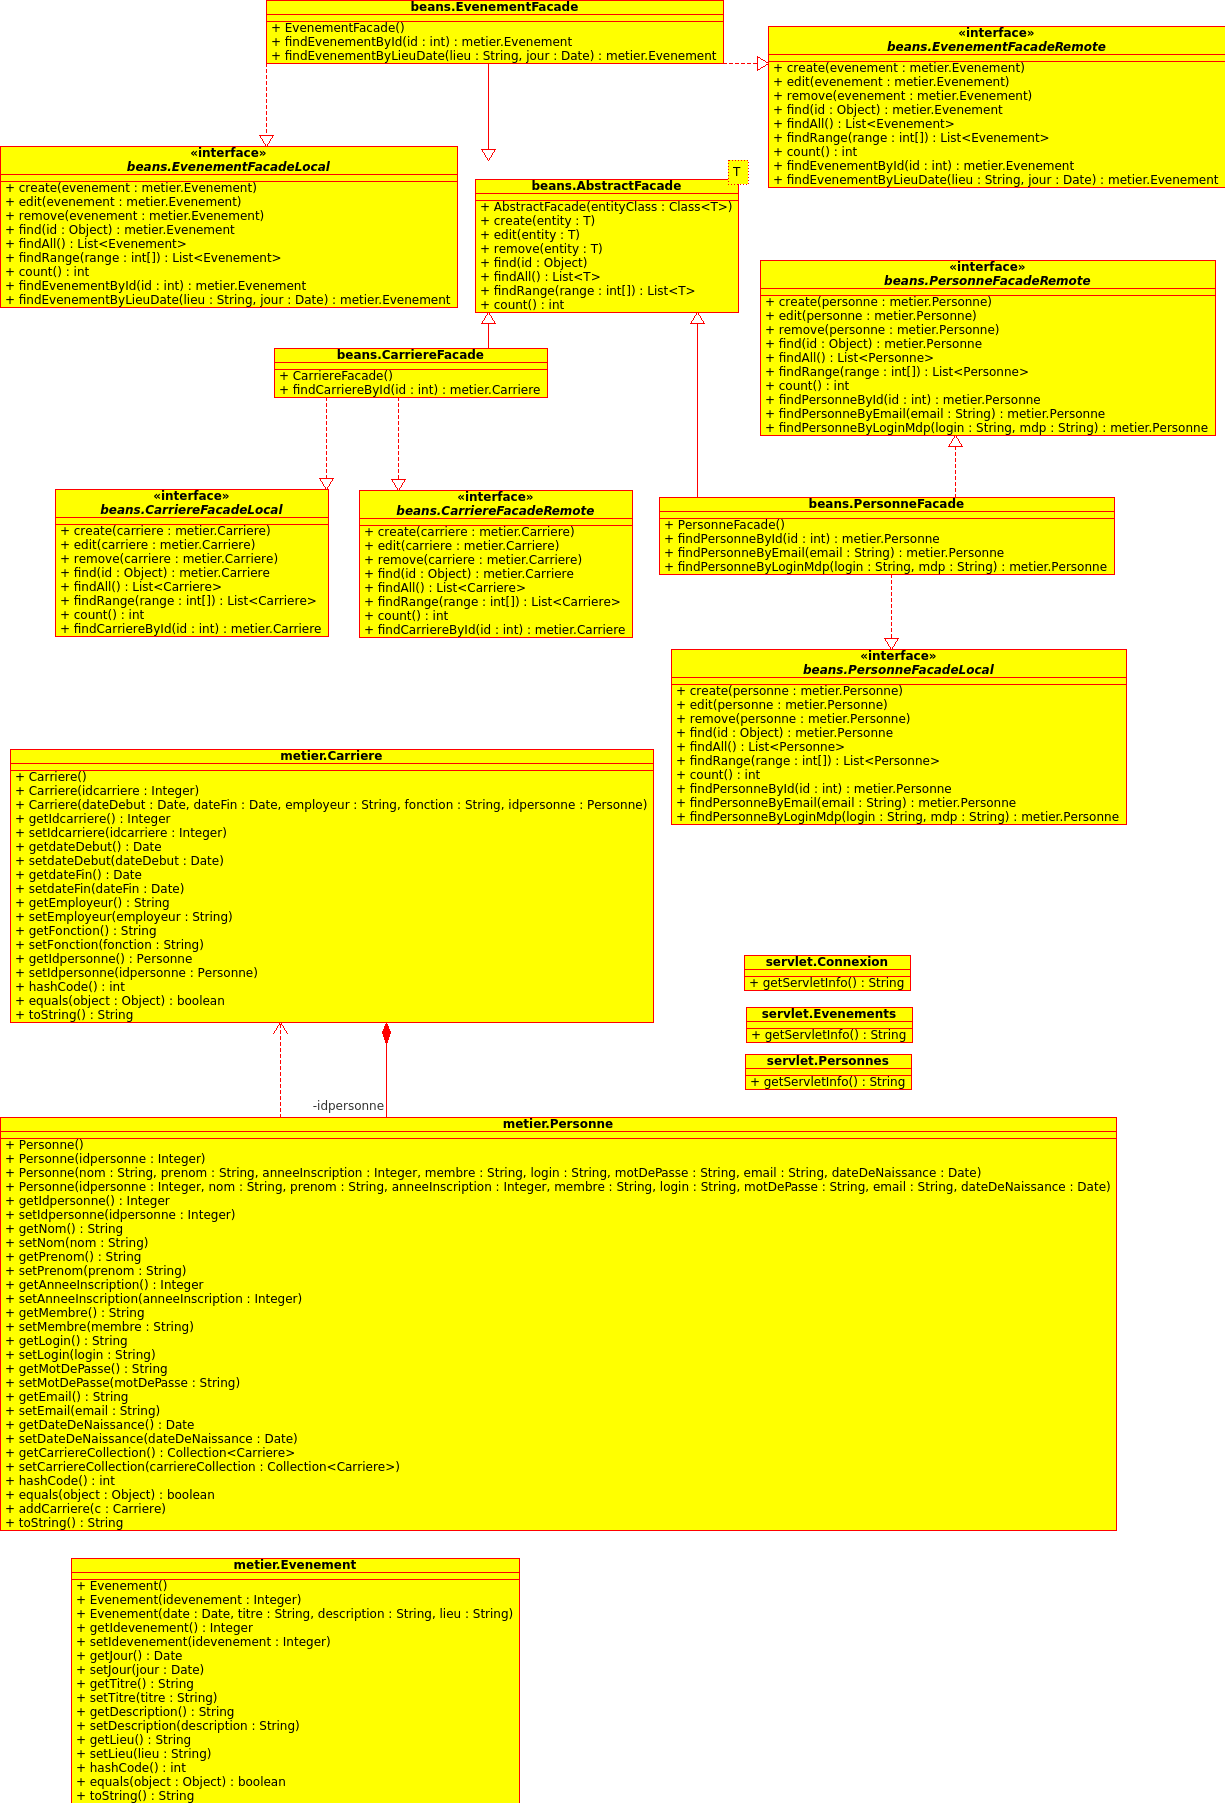 beans.EvenementFacade
+ EvenementFacade()
+ findEvenementById(id : int) : metier.Evenement
+ findEvenementByLieuDate(lieu : String, jour : Date) : metier.Evenement
«interface»
beans.EvenementFacadeRemote
+ create(evenement : metier.Evenement)
+ edit(evenement : metier.Evenement)
+ remove(evenement : metier.Evenement)
+ find(id : Object) : metier.Evenement
+ findAll() : List<Evenement>
+ findRange(range : int[]) : List<Evenement>
+ count() : int
+ findEvenementById(id : int) : metier.Evenement
+ findEvenementByLieuDate(lieu : String, jour : Date) : metier.Evenement
«interface»
beans.EvenementFacadeLocal
+ create(evenement : metier.Evenement)
+ edit(evenement : metier.Evenement)
+ remove(evenement : metier.Evenement)
+ find(id : Object) : metier.Evenement
+ findAll() : List<Evenement>
+ findRange(range : int[]) : List<Evenement>
+ count() : int
+ findEvenementById(id : int) : metier.Evenement
+ findEvenementByLieuDate(lieu : String, jour : Date) : metier.Evenement
T
beans.AbstractFacade
+ AbstractFacade(entityClass : Class<T>)
+ create(entity : T)
+ edit(entity : T)
+ remove(entity : T)
+ find(id : Object)
+ findAll() : List<T>
+ findRange(range : int[]) : List<T>
+ count() : int
«interface»
beans.PersonneFacadeRemote
+ create(personne : metier.Personne)
+ edit(personne : metier.Personne)
+ remove(personne : metier.Personne)
+ find(id : Object) : metier.Personne
+ findAll() : List<Personne>
+ findRange(range : int[]) : List<Personne>
+ count() : int
+ findPersonneById(id : int) : metier.Personne
+ findPersonneByEmail(email : String) : metier.Personne
+ findPersonneByLoginMdp(login : String, mdp : String) : metier.Personne
beans.CarriereFacade
+ CarriereFacade()
+ findCarriereById(id : int) : metier.Carriere
«interface»
beans.CarriereFacadeLocal
+ create(carriere : metier.Carriere)
+ edit(carriere : metier.Carriere)
+ remove(carriere : metier.Carriere)
+ find(id : Object) : metier.Carriere
+ findAll() : List<Carriere>
+ findRange(range : int[]) : List<Carriere>
+ count() : int
+ findCarriereById(id : int) : metier.Carriere
«interface»
beans.CarriereFacadeRemote
+ create(carriere : metier.Carriere)
+ edit(carriere : metier.Carriere)
+ remove(carriere : metier.Carriere)
+ find(id : Object) : metier.Carriere
+ findAll() : List<Carriere>
+ findRange(range : int[]) : List<Carriere>
+ count() : int
+ findCarriereById(id : int) : metier.Carriere
beans.PersonneFacade
+ PersonneFacade()
+ findPersonneById(id : int) : metier.Personne
+ findPersonneByEmail(email : String) : metier.Personne
+ findPersonneByLoginMdp(login : String, mdp : String) : metier.Personne
«interface»
beans.PersonneFacadeLocal
+ create(personne : metier.Personne)
+ edit(personne : metier.Personne)
+ remove(personne : metier.Personne)
+ find(id : Object) : metier.Personne
+ findAll() : List<Personne>
+ findRange(range : int[]) : List<Personne>
+ count() : int
+ findPersonneById(id : int) : metier.Personne
+ findPersonneByEmail(email : String) : metier.Personne
+ findPersonneByLoginMdp(login : String, mdp : String) : metier.Personne
metier.Carriere
+ Carriere()
+ Carriere(idcarriere : Integer)
+ Carriere(dateDebut : Date, dateFin : Date, employeur : String, fonction : String, idpersonne : Personne)
+ getIdcarriere() : Integer
+ setIdcarriere(idcarriere : Integer)
+ getdateDebut() : Date
+ setdateDebut(dateDebut : Date)
+ getdateFin() : Date
+ setdateFin(dateFin : Date)
+ getEmployeur() : String
+ setEmployeur(employeur : String)
+ getFonction() : String
+ setFonction(fonction : String)
+ getIdpersonne() : Personne
+ setIdpersonne(idpersonne : Personne)
+ hashCode() : int
+ equals(object : Object) : boolean
+ toString() : String
servlet.Connexion
+ getServletInfo() : String
servlet.Evenements
+ getServletInfo() : String
servlet.Personnes
+ getServletInfo() : String
-idpersonne
metier.Personne
+ Personne()
+ Personne(idpersonne : Integer)
+ Personne(nom : String, prenom : String, anneeInscription : Integer, membre : String, login : String, motDePasse : String, email : String, dateDeNaissance : Date)
+ Personne(idpersonne : Integer, nom : String, prenom : String, anneeInscription : Integer, membre : String, login : String, motDePasse : String, email : String, dateDeNaissance : Date)
+ getIdpersonne() : Integer
+ setIdpersonne(idpersonne : Integer)
+ getNom() : String
+ setNom(nom : String)
+ getPrenom() : String
+ setPrenom(prenom : String)
+ getAnneeInscription() : Integer
+ setAnneeInscription(anneeInscription : Integer)
+ getMembre() : String
+ setMembre(membre : String)
+ getLogin() : String
+ setLogin(login : String)
+ getMotDePasse() : String
+ setMotDePasse(motDePasse : String)
+ getEmail() : String
+ setEmail(email : String)
+ getDateDeNaissance() : Date
+ setDateDeNaissance(dateDeNaissance : Date)
+ getCarriereCollection() : Collection<Carriere>
+ setCarriereCollection(carriereCollection : Collection<Carriere>)
+ hashCode() : int
+ equals(object : Object) : boolean
+ addCarriere(c : Carriere)
+ toString() : String
metier.Evenement
+ Evenement()
+ Evenement(idevenement : Integer)
+ Evenement(date : Date, titre : String, description : String, lieu : String)
+ getIdevenement() : Integer
+ setIdevenement(idevenement : Integer)
+ getJour() : Date
+ setJour(jour : Date)
+ getTitre() : String
+ setTitre(titre : String)
+ getDescription() : String
+ setDescription(description : String)
+ getLieu() : String
+ setLieu(lieu : String)
+ hashCode() : int
+ equals(object : Object) : boolean
+ toString() : String